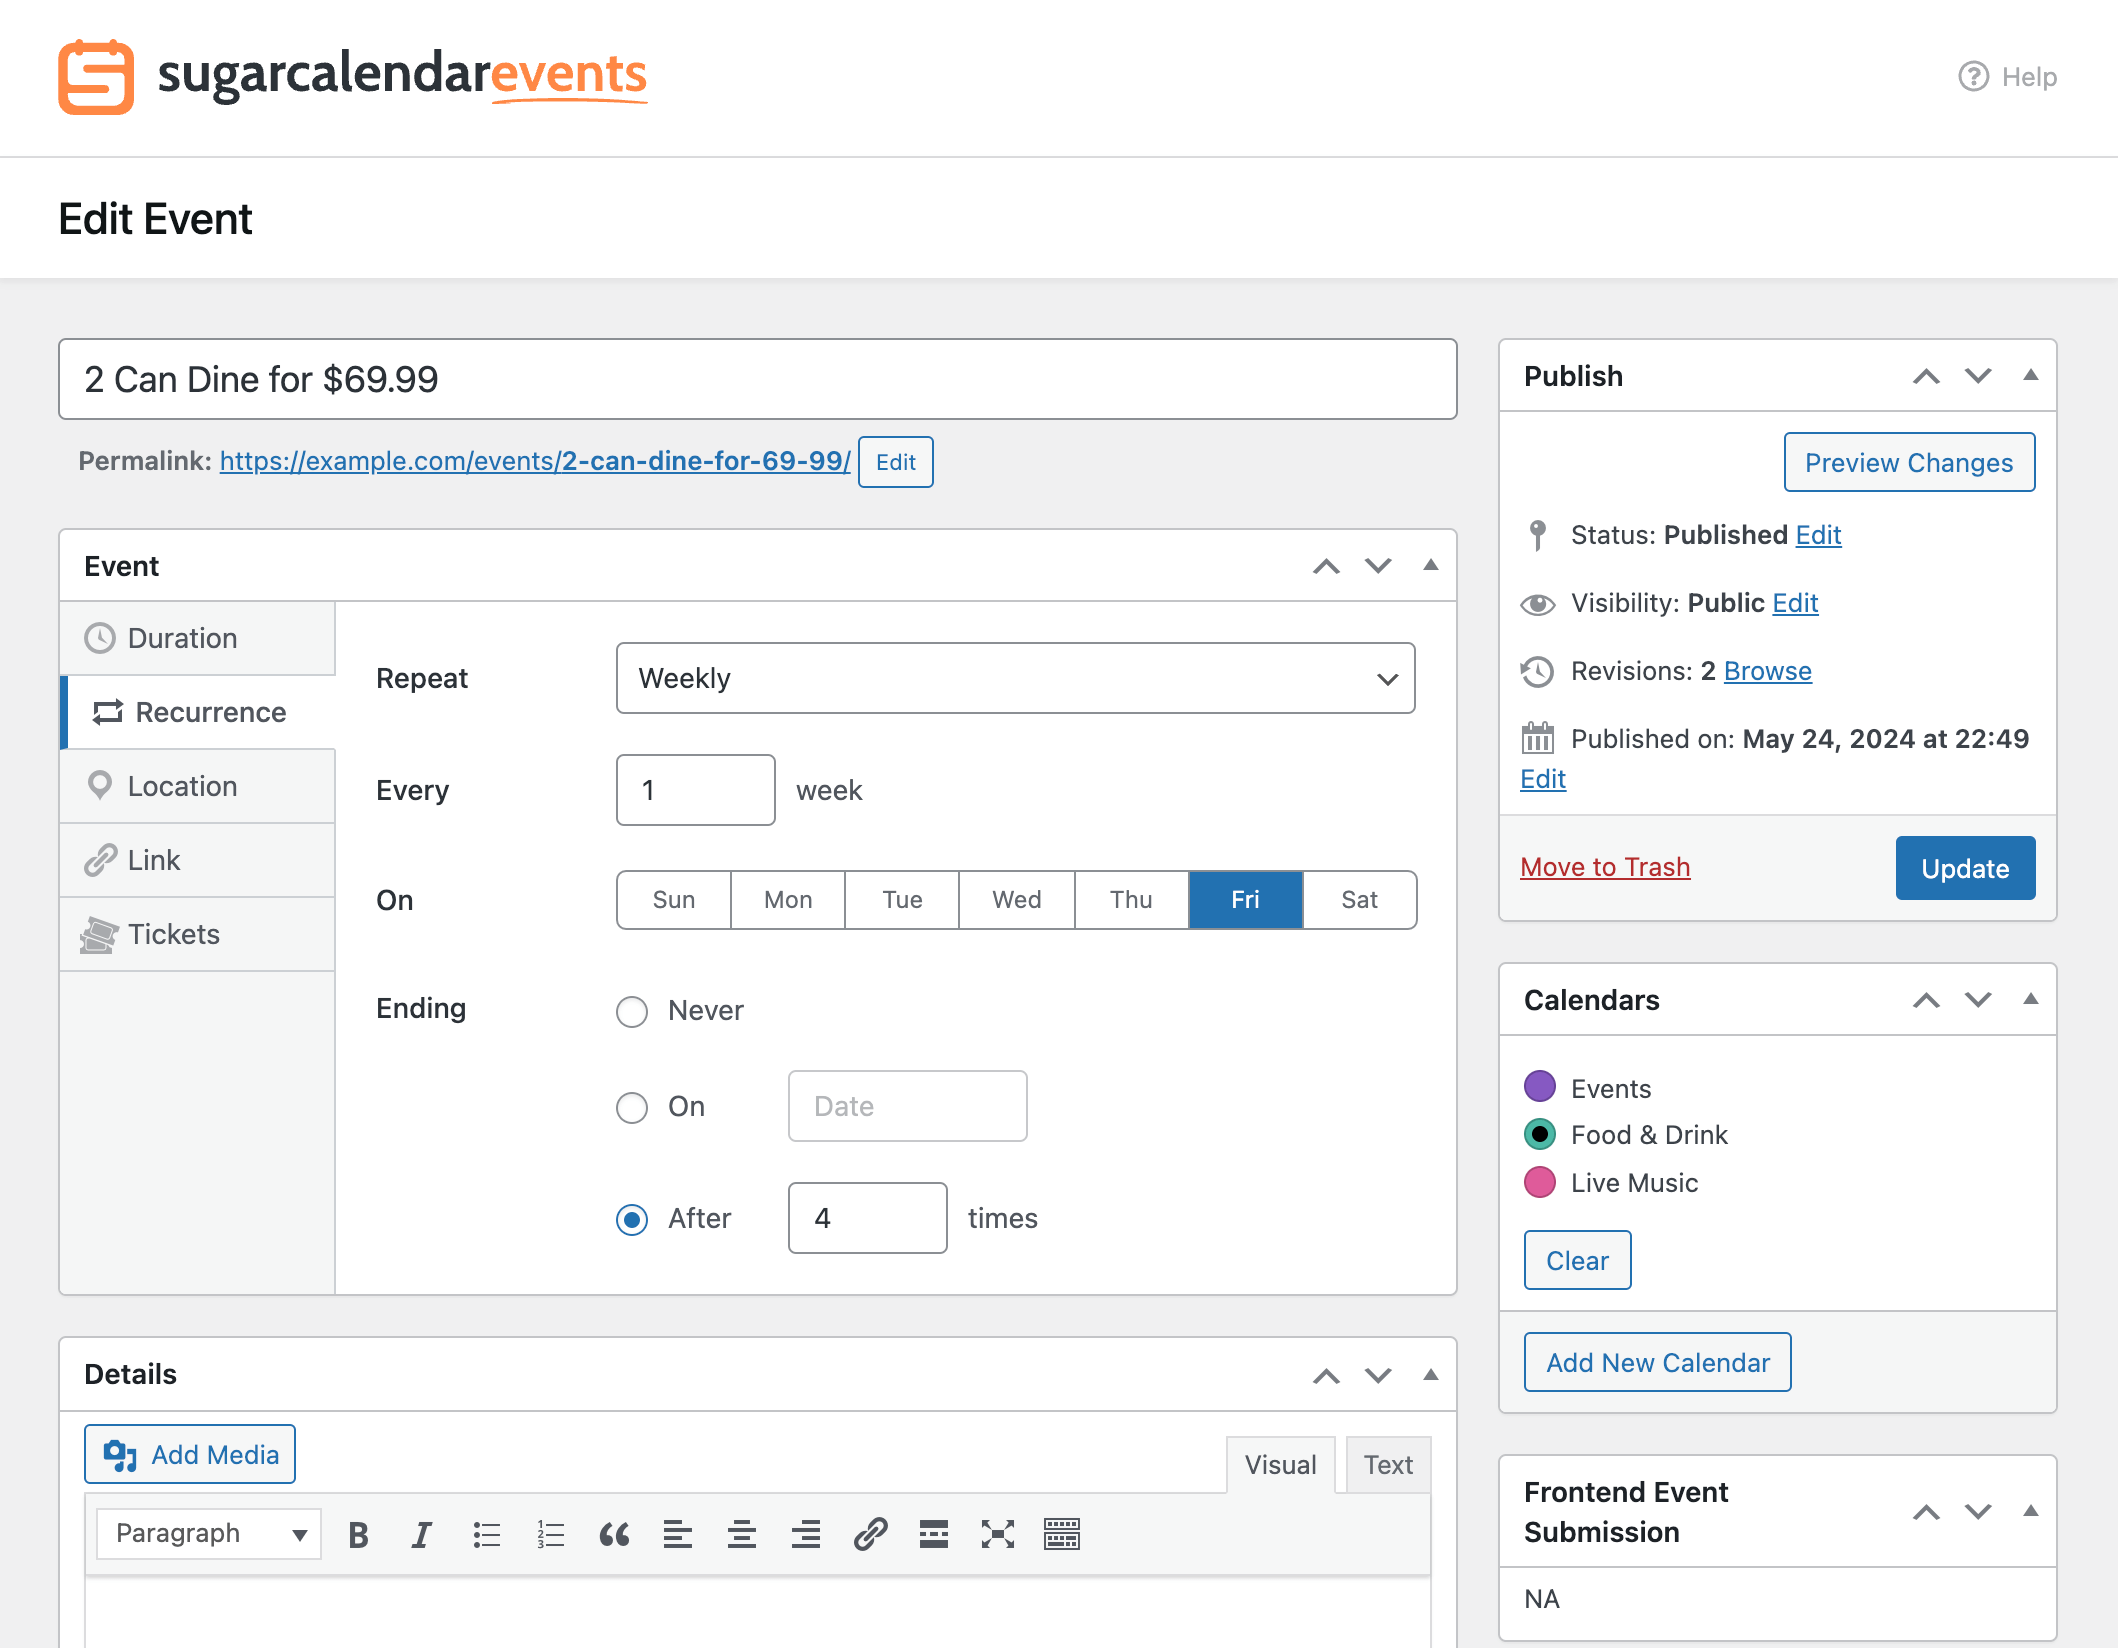 sugarcalendarevents
Help
Edit Event
2 Can Dine for $69.99
Permalink: https://example.com/events/2-can-dine-for-69-99/ Edit
Event
Duration
Recurrence
Location
Link
Tickets
Repeat Weekly
Every 1 week
On Sun Mon Tue Wed Thu Fri Sat
Ending Never
On Date
After 4 times
Details
Add Media
Visual Text
Paragraph
Publish
Preview Changes
Status: Published Edit
Visibility: Public Edit
Revisions: 2 Browse
Published on: May 24, 2024 at 22:49
Edit
Move to Trash Update
Calendars
Events
Food & Drink
Live Music
Clear
Add New Calendar
Frontend Event
Submission
NA